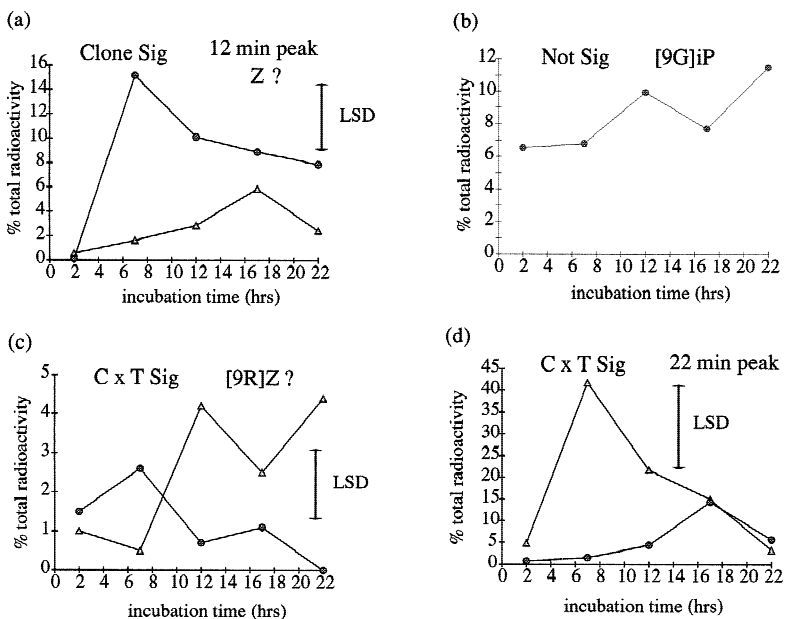 (a)
Clone Sig 12 min peak
Z ?
LSD
% total radioactivity
16
14
12
10
8
6
4
2
0
0 2 4 6 8 10 12 14 16 18 20 22
incubation time (hrs)
(b)
Not Sig [9G]iP
% total radioactivity
12
10
8
6
4
2
0
0 2 4 6 8 10 12 14 16 18 20 22
incubation time (hrs)
(c)
C x T Sig [9R]Z ?
LSD
% total radioactivity
5
4
3
2
1
0
0 2 4 6 8 10 12 14 16 18 20 22
incubation time (hrs)
(d)
C x T Sig 22 min peak
LSD
% total radioactivity
45
40
35
30
25
20
15
10
5
0
0 2 4 6 8 10 12 14 16 18 20 22
incubation time (hrs)